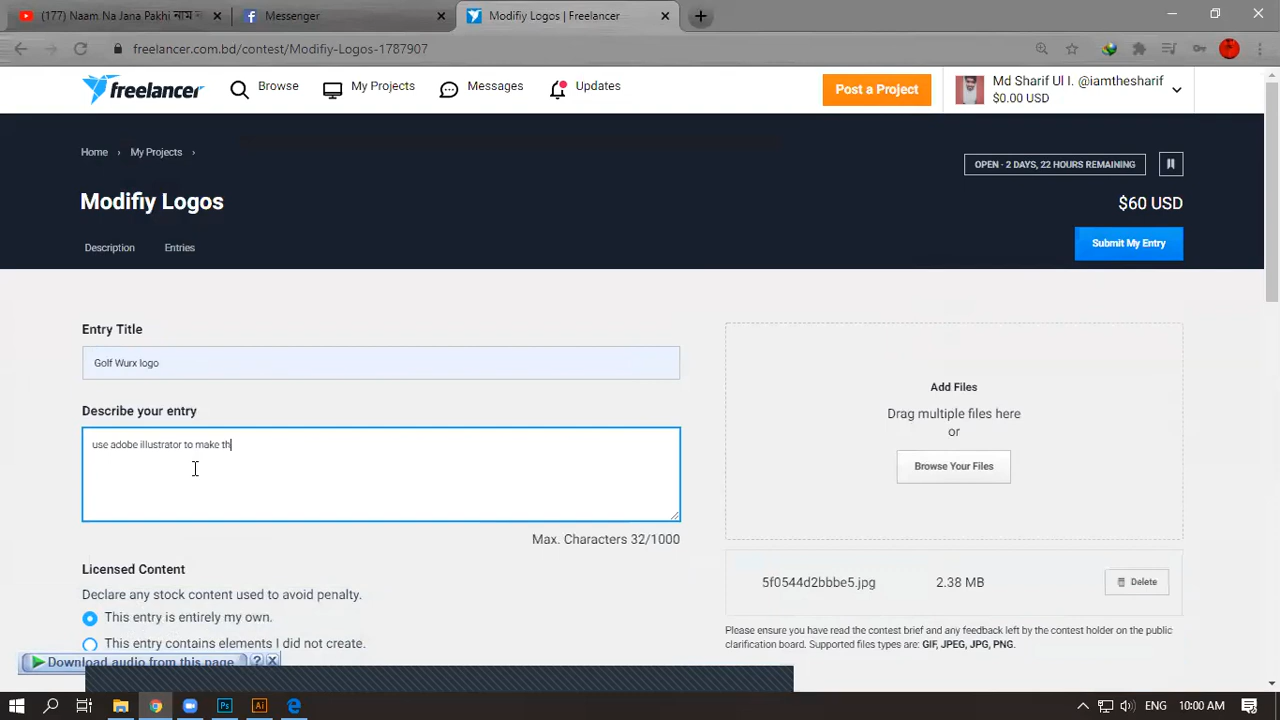 (177) Naam Na Jana Pakhi নাম না
Messenger
Modifiy Logos | Freelancer
freelancer.com.bd/contest/Modifiy-Logos-1787907
freelancer
Browse
My Projects
Messages
Updates
Post a Project
Md Sharif Ul I. @iamthesharif
$0.00 USD
Home › My Projects ›
OPEN · 2 DAYS, 22 HOURS REMAINING
Modifiy Logos
$60 USD
Description
Entries
Submit My Entry
Entry Title
Golf Wurx logo
Describe your entry
use adobe illustrator to make th
Max. Characters 32/1000
Add Files
Drag multiple files here
or
Browse Your Files
5f0544d2bbbe5.jpg
2.38 MB
Delete
Please ensure you have read the contest brief and any feedback left by the contest holder on the public
clarification board. Supported files types are: GIF, JPEG, JPG, PNG.
Licensed Content
Declare any stock content used to avoid penalty.
This entry is entirely my own.
This entry contains elements I did not create.
Download audio from this page
?
ENG
10:00 AM